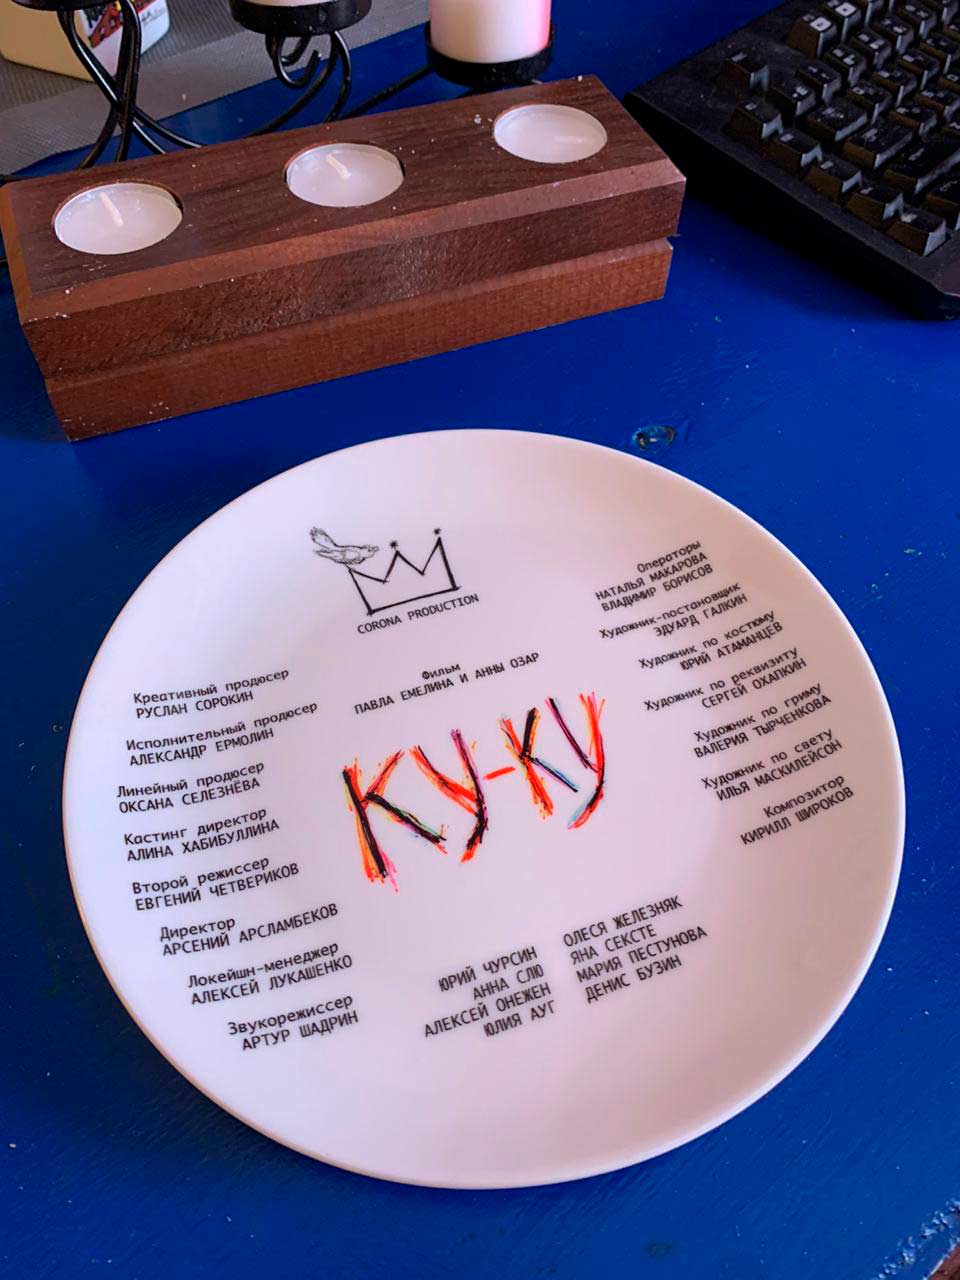 CORONA PRODUCTION
Фильм
ПАВЛА ЕМЕЛИНА И АННЫ ОЗАР
КУ-КУ
Креативный продюсер
РУСЛАН СОРОКИН
Исполнительный продюсер
АЛЕКСАНДР ЕРМОЛИН
Линейный продюсер
ОКСАНА СЕЛЕЗНЁВА
Кастинг директор
АЛИНА ХАБИБУЛЛИНА
Второй режиссер
ЕВГЕНИЙ ЧЕТВЕРИКОВ
Директор
АРСЕНИЙ АРСЛАМБЕКОВ
Локейшн-менеджер
АЛЕКСЕЙ ЛУКАШЕНКО
Звукорежиссер
АРТУР ШАДРИН
ЮРИЙ ЧУРСИН
АННА СЛЮ
АЛЕКСЕЙ ОНЕЖЕН
ЮЛИЯ АУГ
ОЛЕСЯ ЖЕЛЕЗНЯК
ЯНА СЕКСТЕ
МАРИЯ ПЕСТУНОВА
ДЕНИС БУЗИН
Операторы
НАТАЛЬЯ МАКАРОВА
ВЛАДИМИР БОРИСОВ
Художник-постановщик
ЭДУАРД ГАЛКИН
Художник по костюму
ЮРИЙ АТАМАНЦЕВ
Художник по реквизиту
СЕРГЕЙ ОХАПКИН
Художник по гриму
ВАЛЕРИЯ ТЫРЧЕНКОВА
Художник по свету
ИЛЬЯ МАСКИЛЕЙСОН
Композитор
КИРИЛЛ ШИРОКОВ